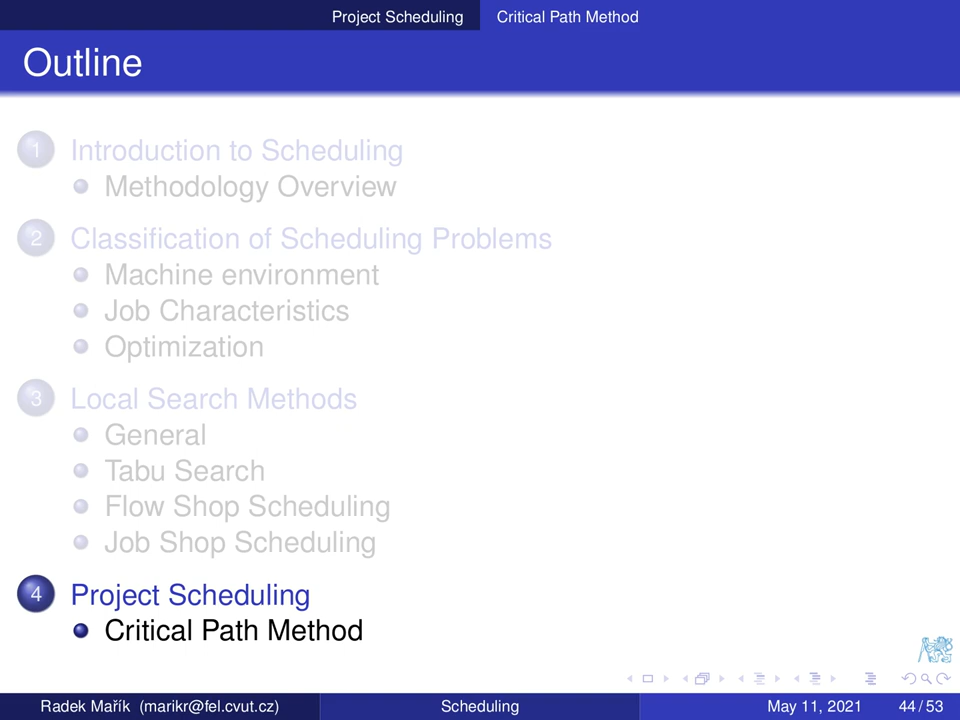 Project Scheduling Critical Path Method
Outline
1 Introduction to Scheduling
Methodology Overview
2 Classification of Scheduling Problems
Machine environment
Job Characteristics
Optimization
3 Local Search Methods
General
Tabu Search
Flow Shop Scheduling
Job Shop Scheduling
4 Project Scheduling
Critical Path Method
Radek Mařík (marikr@fel.cvut.cz) Scheduling May 11, 2021 44 / 53